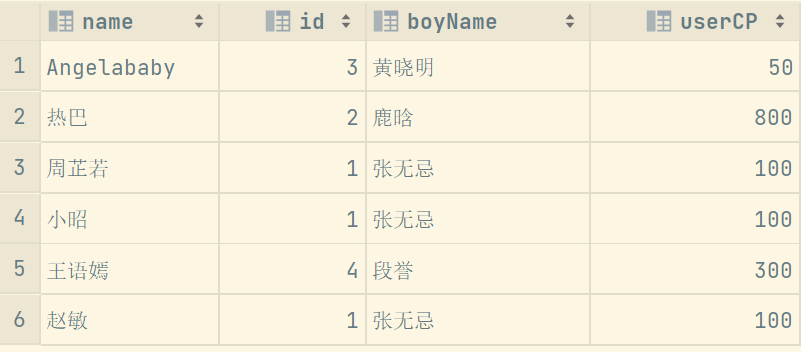 name id boyName userCP
1 Angelababy 3 黄晓明 50
2 热巴 2 鹿晗 800
3 周芷若 1 张无忌 100
4 小昭 1 张无忌 100
5 王语嫣 4 段誉 300
6 赵敏 1 张无忌 100